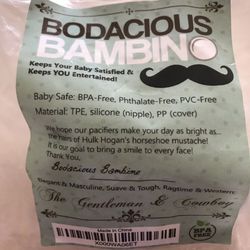 BODACIOUS
BAMBINO
Keeps Your Baby Satisfied &
Keeps YOU Entertained!
Baby Safe: BPA-Free, Phthalate-Free, PVC-Free
Material: TPE, silicone (nipple), PP (cover)
We hope our pacifiers make your day as bright as...
the hairs of Hulk Hogan's horseshoe mustache!
It is our goal to bring a smile to every face!
Thank You,
Bodacious Bambino
Elegant & Masculine, Suave & Tough, Ragtime & Western:
The Gentleman & Cowboy
Made in China
X000WA06ET
BPA
FREE